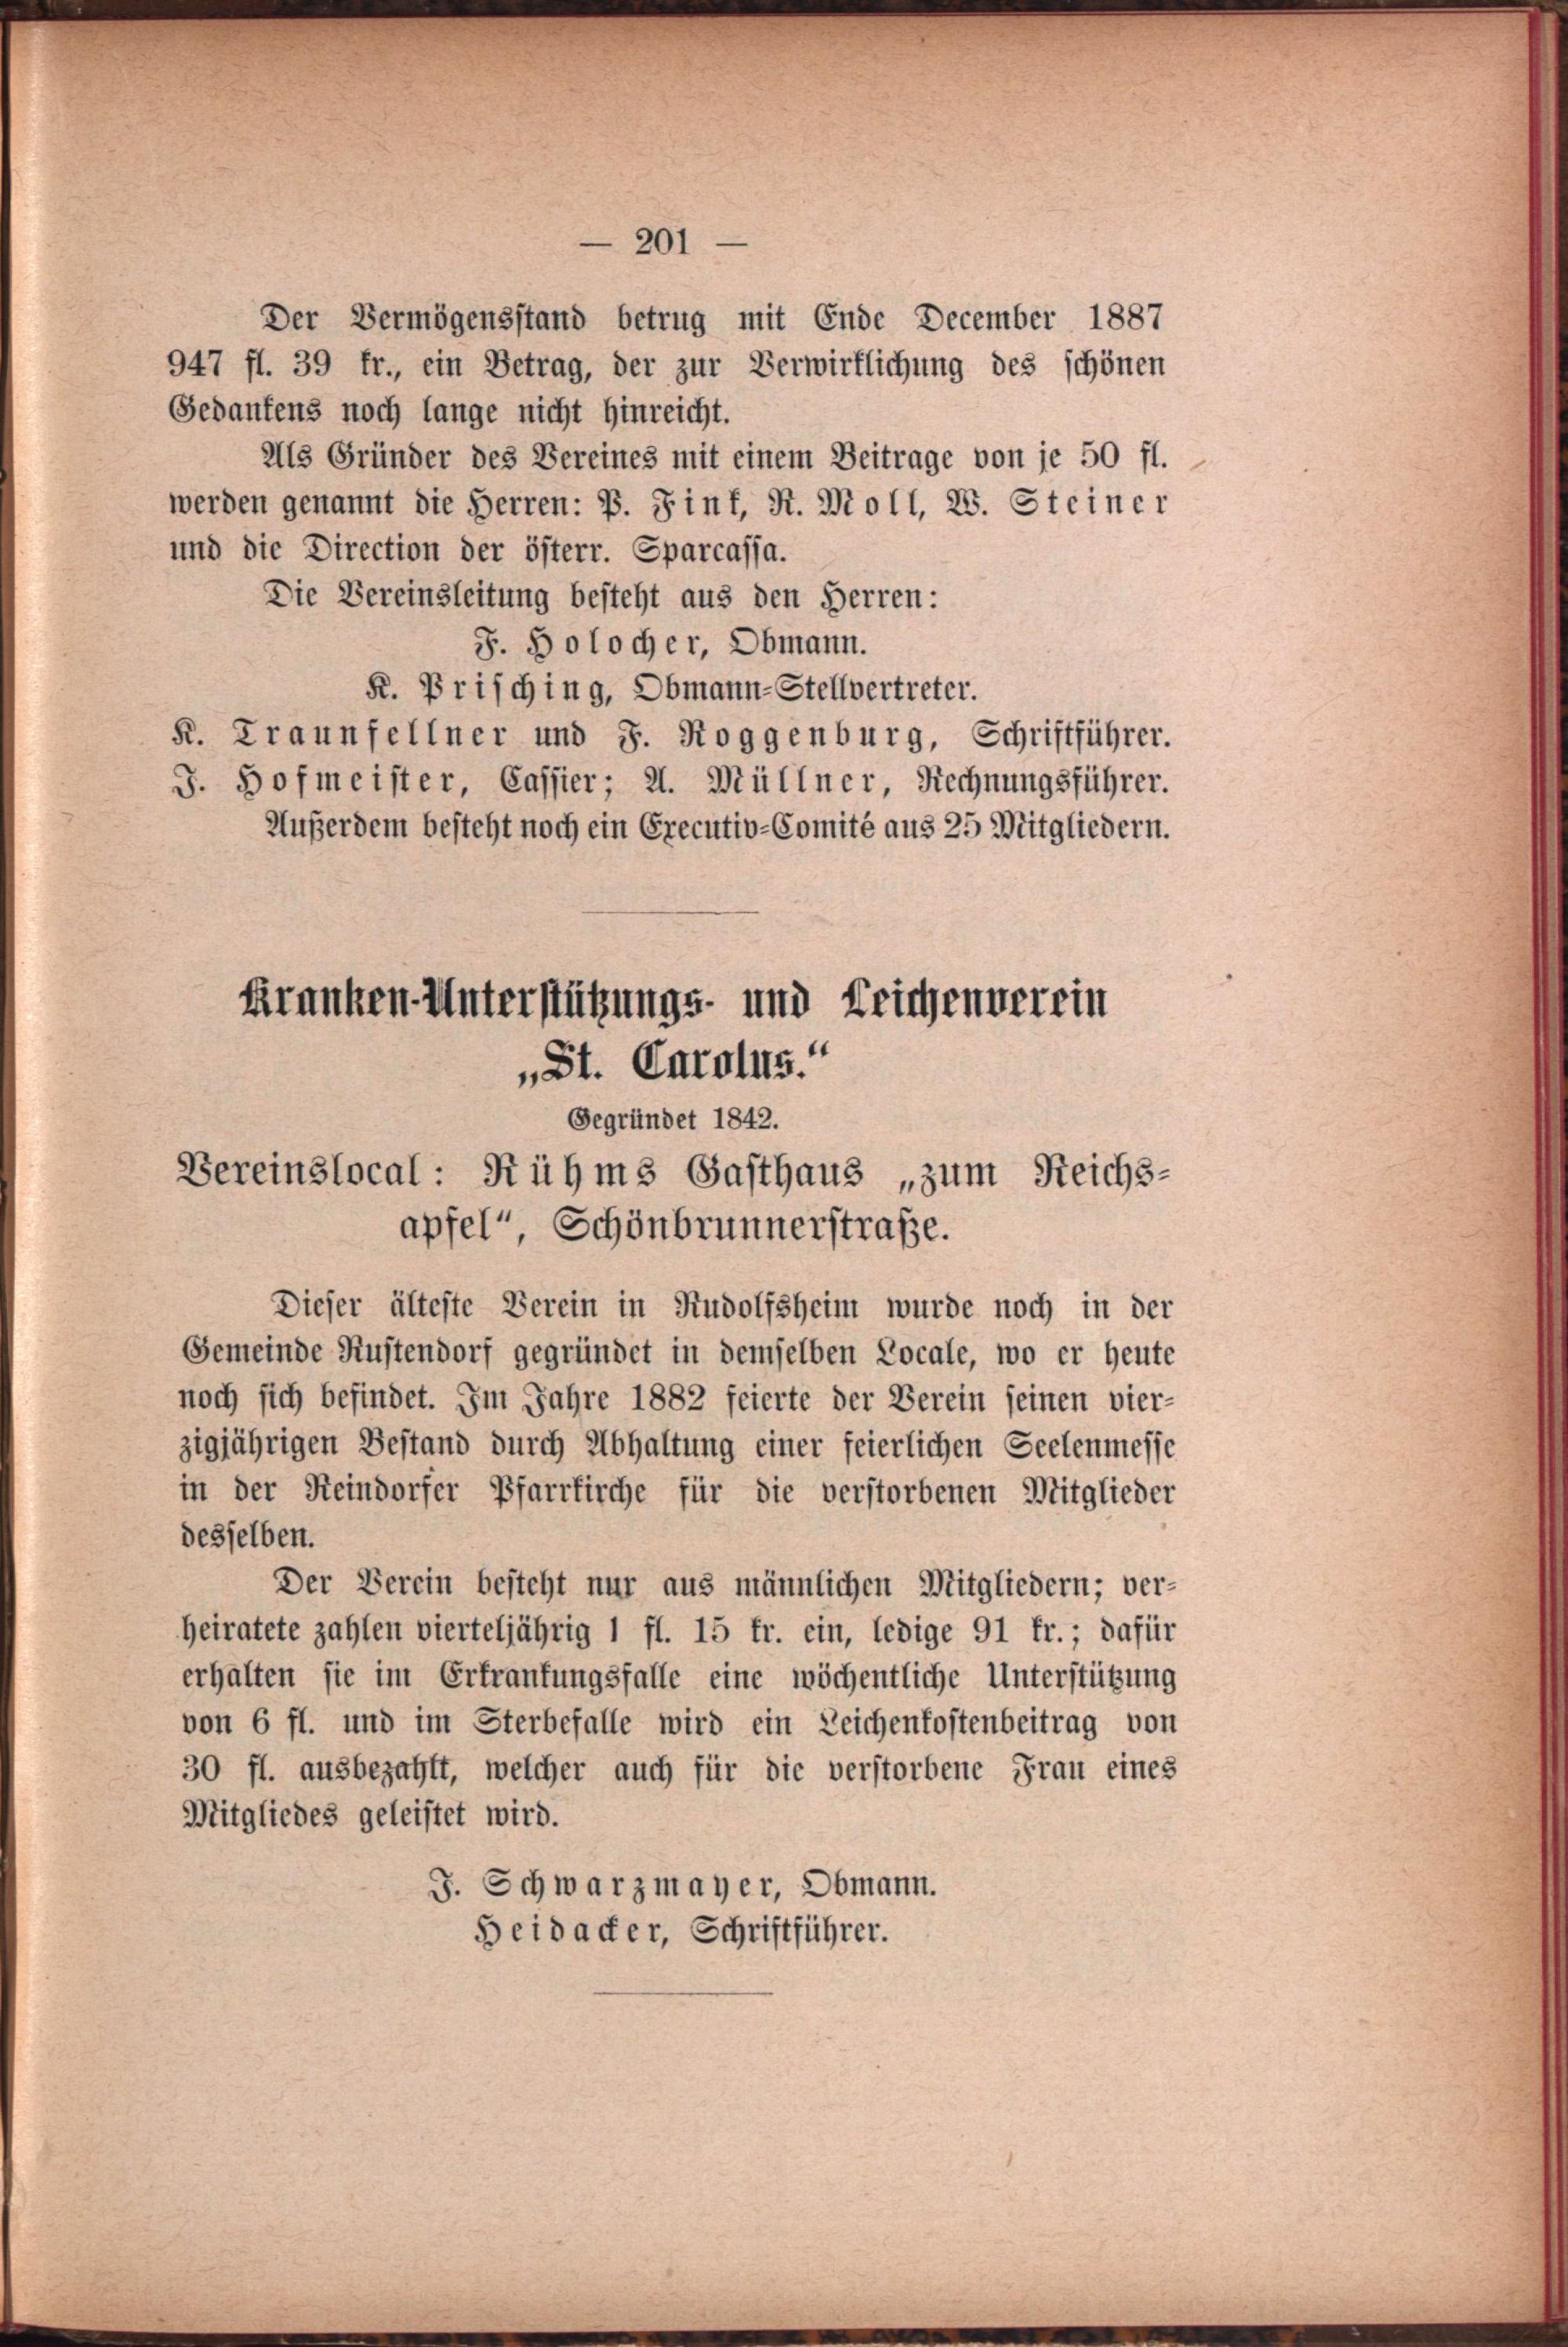 — 201 —
Der Vermögensstand betrug mit Ende December 1887
947 fl. 39 kr., ein Betrag, der zur Verwirklichung des schönen
Gedankens noch lange nicht hinreicht.
Als Gründer des Vereines mit einem Beitrage von je 50 fl.
werden genannt die Herren: P. Fink, R. Moll, W. Steiner
und die Direction der österr. Sparcassa.
Die Vereinsleitung besteht aus den Herren:
F. Holocher, Obmann.
K. Prisching, Obmann-Stellvertreter.
K. Traunfellner und F. Roggenburg, Schriftführer.
J. Hofmeister, Cassier; A. Müllner, Rechnungsführer.
Außerdem besteht noch ein Executiv-Comité aus 25 Mitgliedern.
Kranken-Unterstützungs- und Leichenverein
„St. Carolus.“
Gegründet 1842.
Vereinslocal: Rühms Gasthaus „zum Reichs-
apfel“, Schönbrunnerstraße.
Dieser älteste Verein in Rudolfsheim wurde noch in der
Gemeinde Rustendorf gegründet in demselben Locale, wo er heute
noch sich befindet. Im Jahre 1882 feierte der Verein seinen vier-
zigjährigen Bestand durch Abhaltung einer feierlichen Seelenmesse
in der Reindorfer Pfarrkirche für die verstorbenen Mitglieder
desselben.
Der Verein besteht nur aus männlichen Mitgliedern; ver-
heiratete zahlen vierteljährig 1 fl. 15 kr. ein, ledige 91 kr.; dafür
erhalten sie im Erkrankungsfalle eine wöchentliche Unterstützung
von 6 fl. und im Sterbefalle wird ein Leichenkostenbeitrag von
30 fl. ausbezahlt, welcher auch für die verstorbene Frau eines
Mitgliedes geleistet wird.
J. Schwarzmayer, Obmann.
Heidacker, Schriftführer.